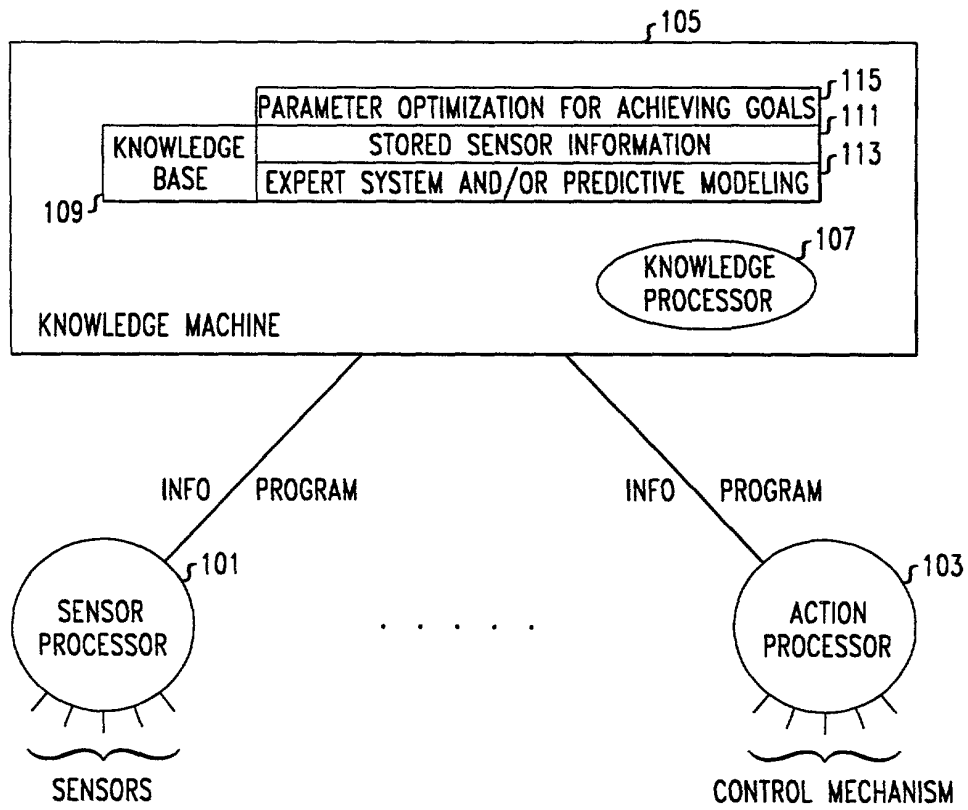 105
115
PARAMETER OPTIMIZATION FOR ACHIEVING GOALS
111
KNOWLEDGE BASE
STORED SENSOR INFORMATION
113
EXPERT SYSTEM AND/OR PREDICTIVE MODELING
109
107
KNOWLEDGE
PROCESSOR
KNOWLEDGE MACHINE
INFO PROGRAM
INFO PROGRAM
101
103
SENSOR
PROCESSOR
. . . . .
ACTION
PROCESSOR
SENSORS
CONTROL MECHANISM